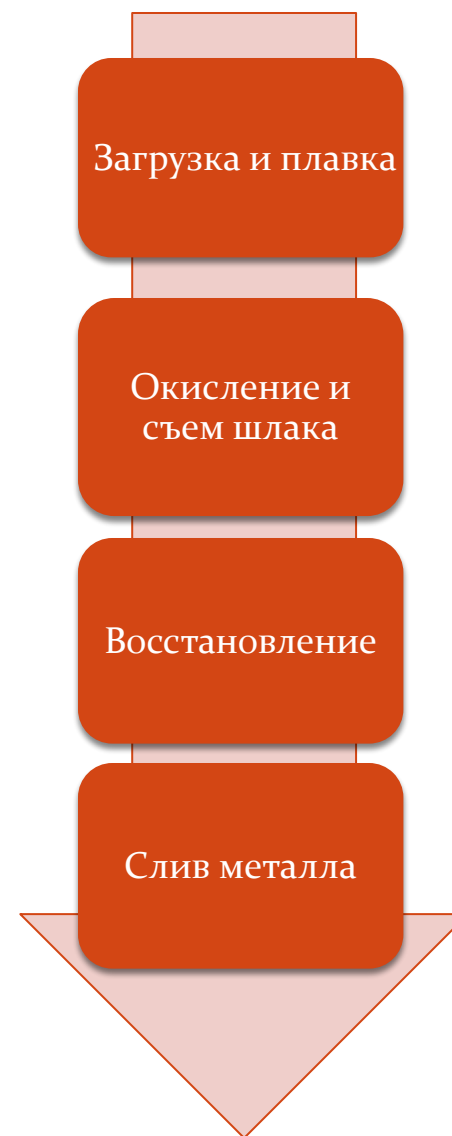 Загрузка и плавка
Окисление и
съем шлака
Восстановление
Слив металла